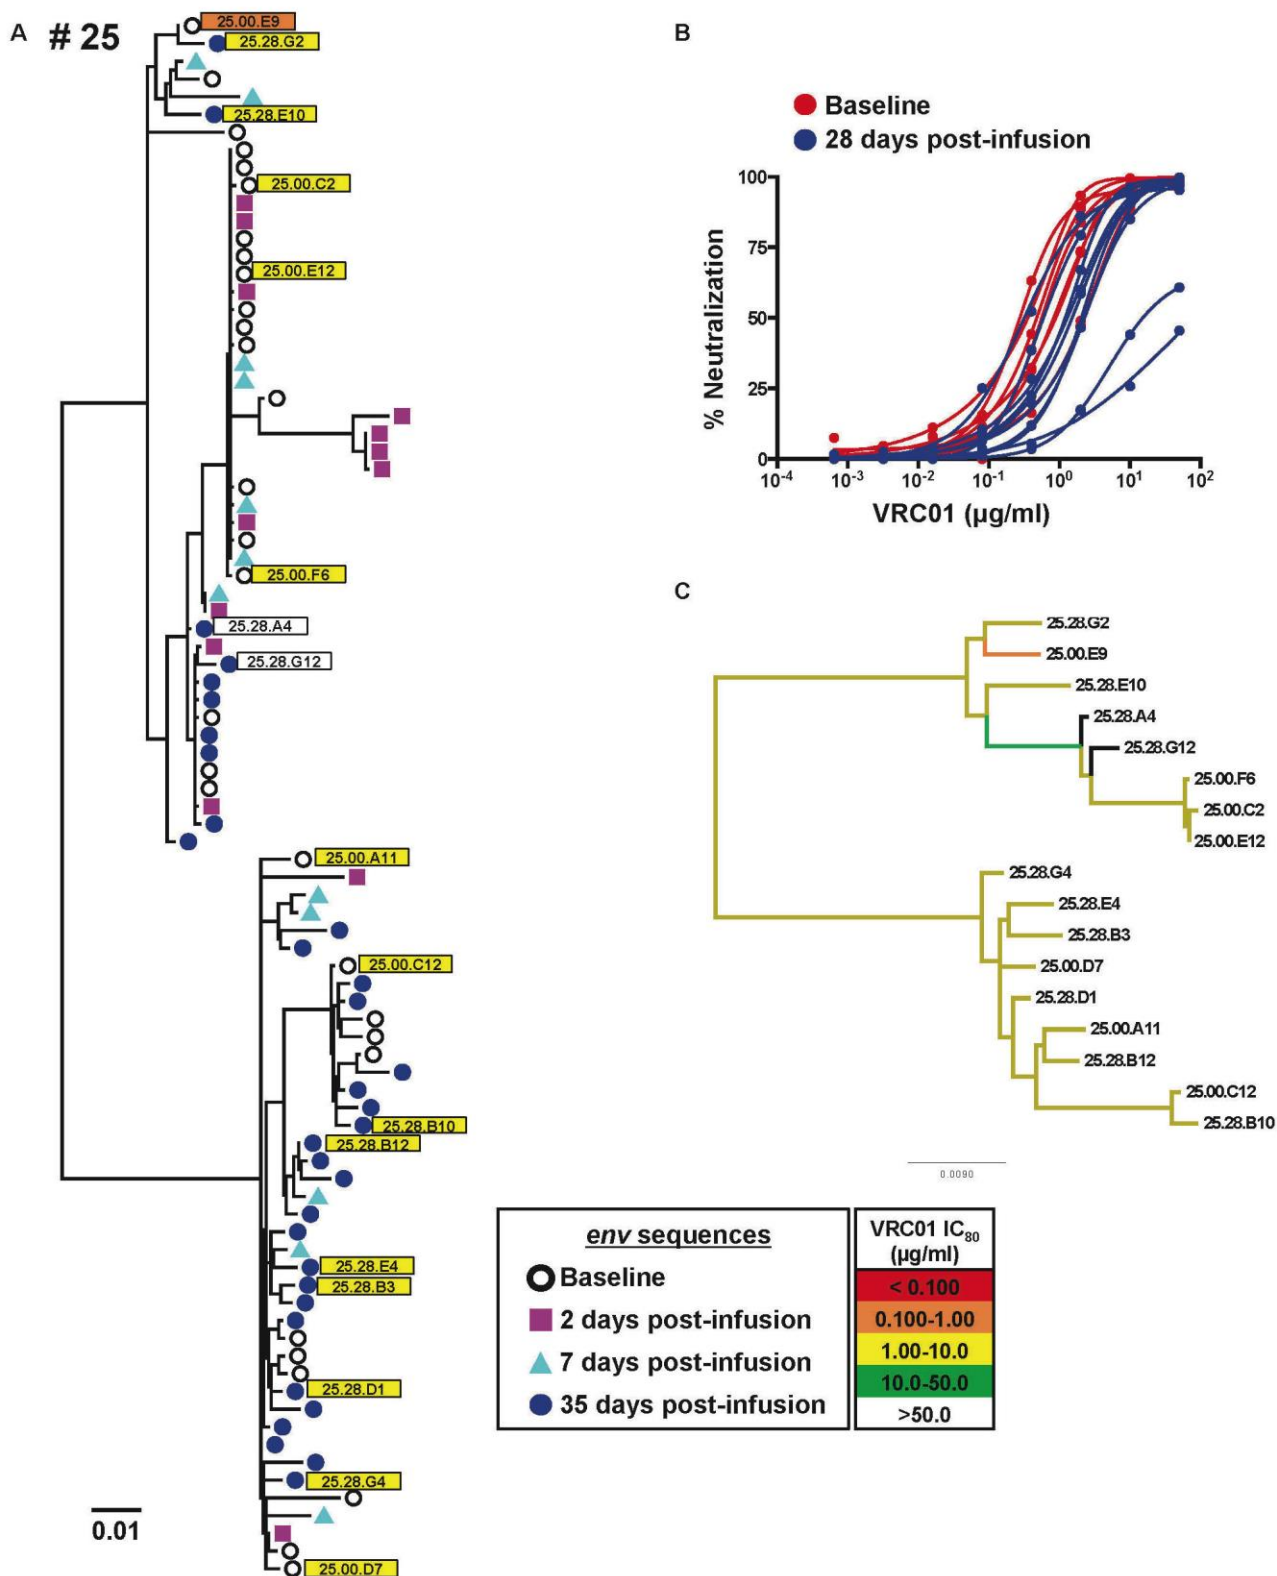 A # 25
25.00.E9
25.28.G2
25.28.E10
25.00.C2
25.00.E12
25.00.F6
25.28.A4
25.28.G12
25.00.A11
25.00.C12
25.28.B10
25.28.B12
25.28.E4
25.28.B3
25.28.D1
25.28.G4
25.00.D7
0.01
B
Baseline
28 days post-infusion
100
75
50
25
0
% Neutralization
10-4 10-3 10-2 10-1 10⁰ 10¹ 10²
VRC01 (µg/ml)
C
25.28.G2
25.00.E9
25.28.E10
25.28.A4
25.28.G12
25.00.F6
25.00.C2
25.00.E12
25.28.G4
25.28.E4
25.28.B3
25.00.D7
25.28.D1
25.00.A11
25.28.B12
25.00.C12
25.28.B10
0.0090
env sequences
Baseline
2 days post-infusion
7 days post-infusion
35 days post-infusion
VRC01 IC₈₀
(µg/ml)
< 0.100
0.100-1.00
1.00-10.0
10.0-50.0
>50.0